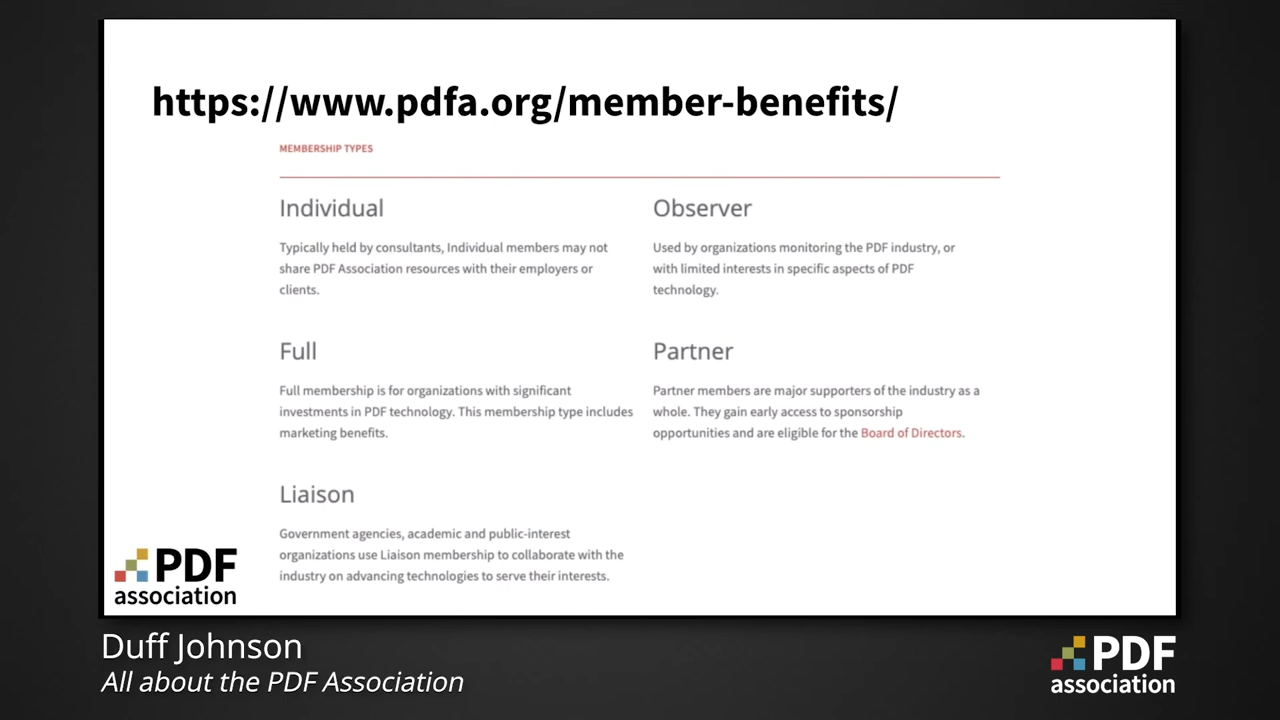 https://www.pdfa.org/member-benefits/
MEMBERSHIP TYPES
Individual
Typically held by consultants, Individual members may not
share PDF Association resources with their employers or
clients.
Observer
Used by organizations monitoring the PDF industry, or
with limited interests in specific aspects of PDF
technology.
Full
Full membership is for organizations with significant
investments in PDF technology. This membership type includes
marketing benefits.
Partner
Partner members are major supporters of the industry as a
whole. They gain early access to sponsorship
opportunities and are eligible for the Board of Directors.
Liaison
Government agencies, academic and public-interest
organizations use Liaison membership to collaborate with the
industry on advancing technologies to serve their interests.
PDF
association
Duff Johnson
All about the PDF Association
PDF
association